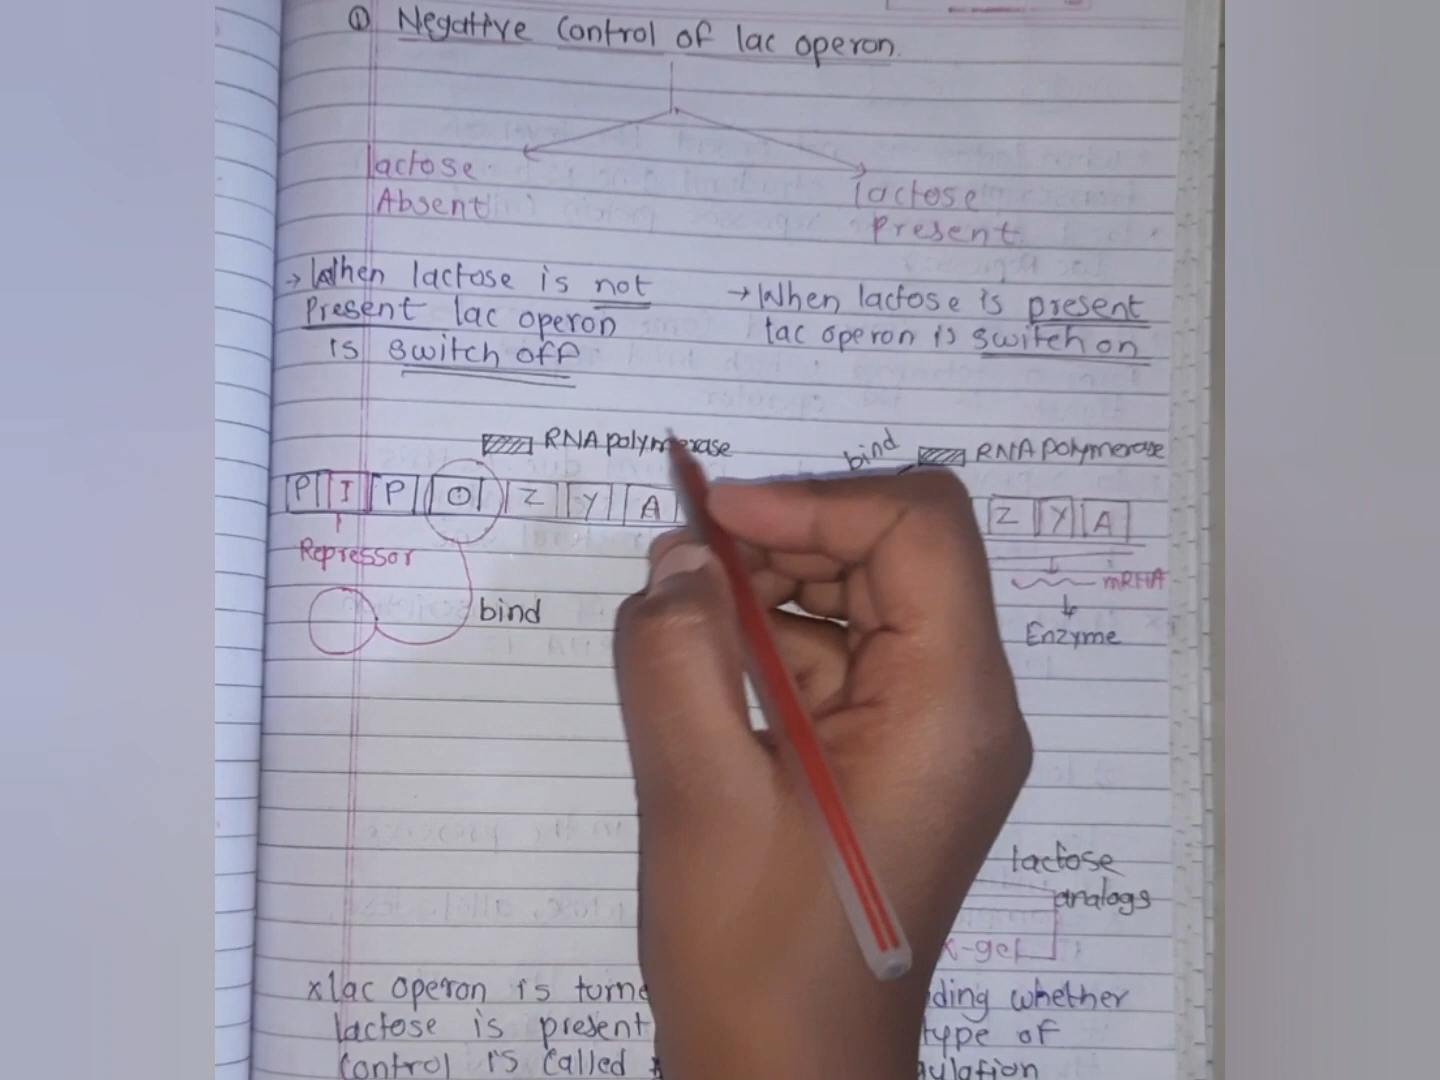 ① Negative control of lac operon.
lactose
Absent
lactose
Present
→ When lactose is not
Present lac operon
is switch off
→ When lactose is present
lac operon is switch on
RNA polymerase
P I P O Z Y A
Repressor
bind
bind
RNA polymerase
Z Y A
mRNA
Enzyme
lactose
analogs
x lac operon is turne ding whether
lactose is present type of
control is called ulation